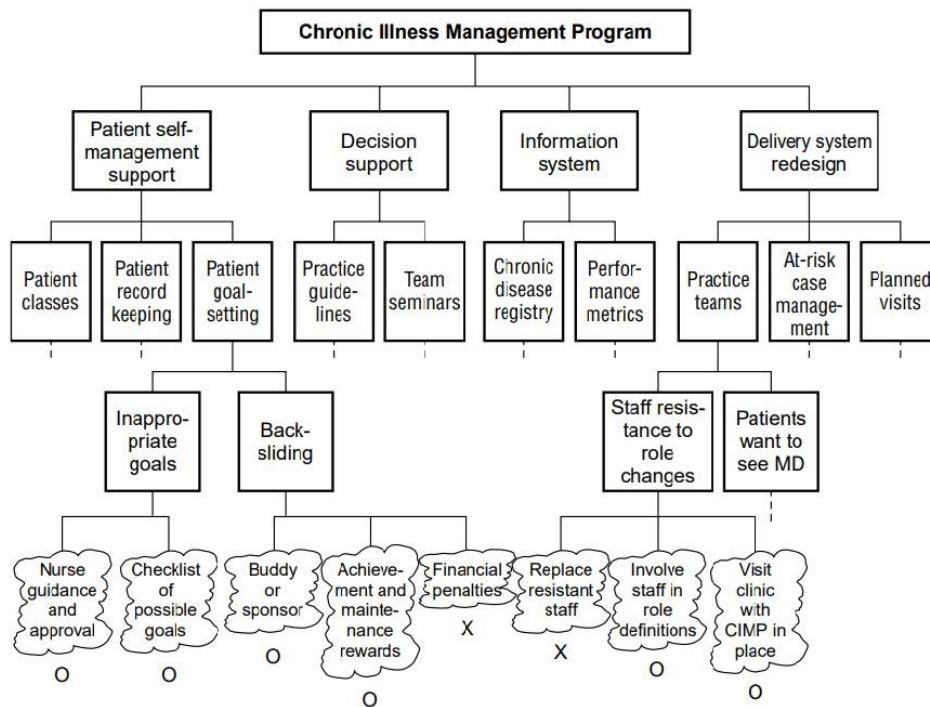 Chronic Illness Management Program
Patient self-
management
support
Decision
support
Information
system
Delivery system
redesign
Patient
classes
Patient
record
keeping
Patient
goal-
setting
Practice
guide-
lines
Team
seminars
Chronic
disease
registry
Perfor-
mance
metrics
Practice
teams
At-risk
case
manage-
ment
Planned
visits
Inappro-
priate
goals
Back-
sliding
Staff resis-
tance to
role
changes
Patients
want to
see MD
Nurse
guidance
and
approval
O
Checklist
of
possible
goals
O
Buddy
or
sponsor
O
Achieve-
ment and
mainte-
nance
rewards
O
Financial
penalties
X
Replace
resistant
staff
X
Involve
staff in
role
definitions
O
Visit
clinic
with
CIMP in
place
O